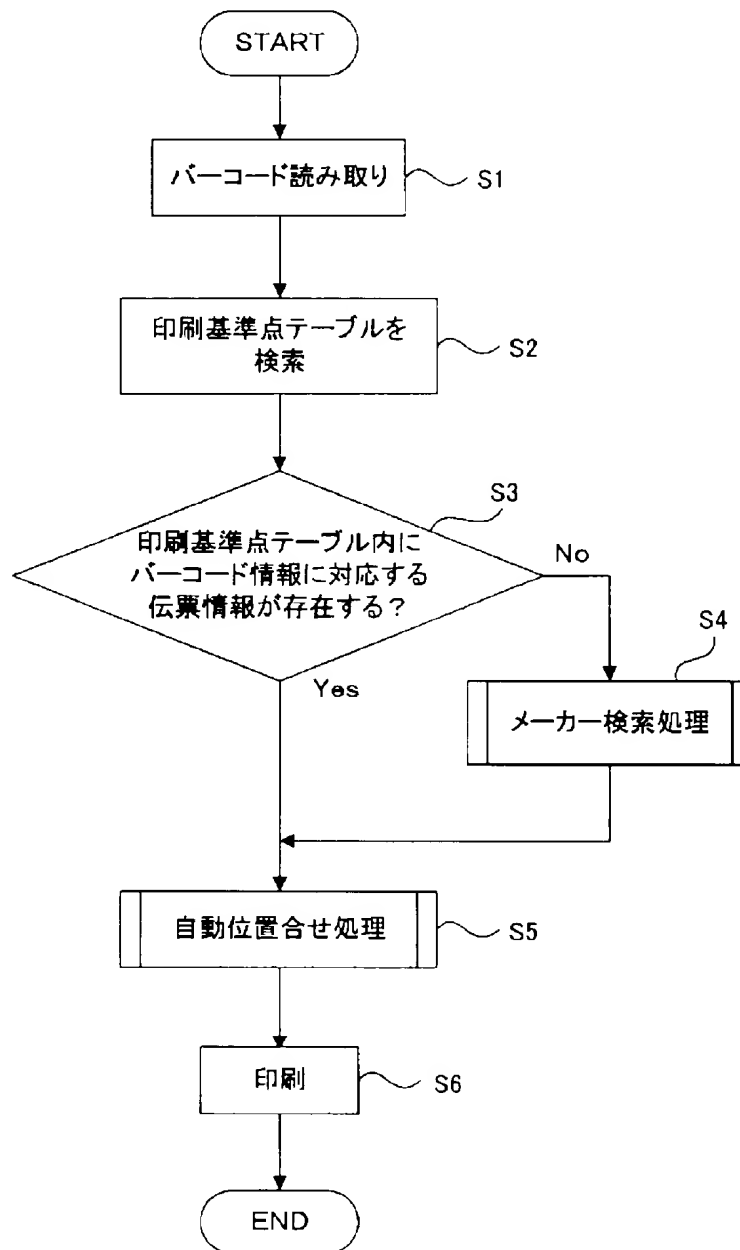 START
バーコード読み取り
S1
印刷基準点テーブルを
検索
S2
S3
印刷基準点テーブル内に
バーコード情報に対応する
伝票情報が存在する?
No
Yes
S4
メーカー検索処理
自動位置合せ処理
S5
印刷
S6
END